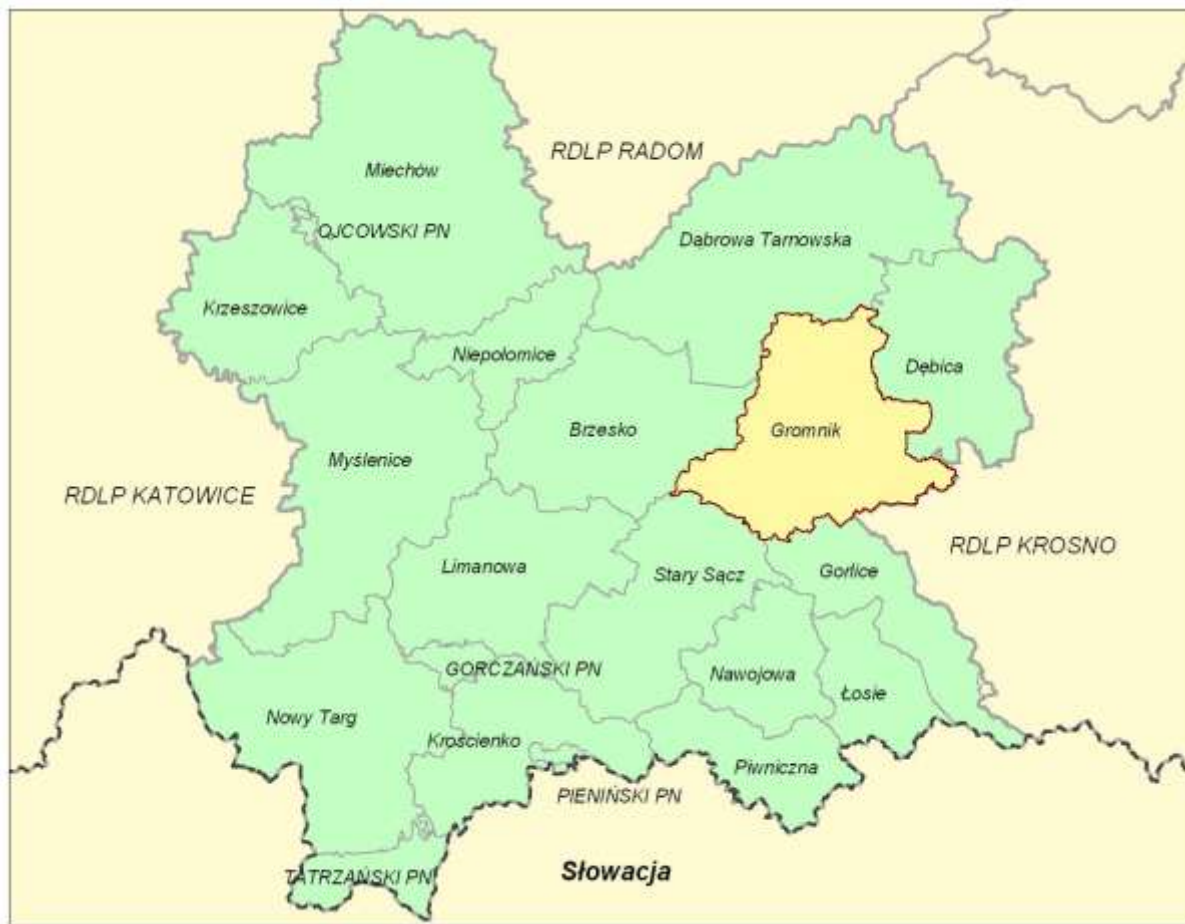 RDLP RADOM
Miechów
OJCOWSKI PN
Dąbrowa Tarnowska
Krzeszowice
Niepołomice
Dębica
Brzesko
Gromnik
Myślenice
RDLP KATOWICE
RDLP KROSNO
Limanowa
Stary Sącz
Gorlice
GORCZAŃSKI PN
Nawojowa
Łosie
Nowy Targ
Krościenko
Piwniczna
PIENIŃSKI PN
Słowacja
TATRZAŃSKI PN